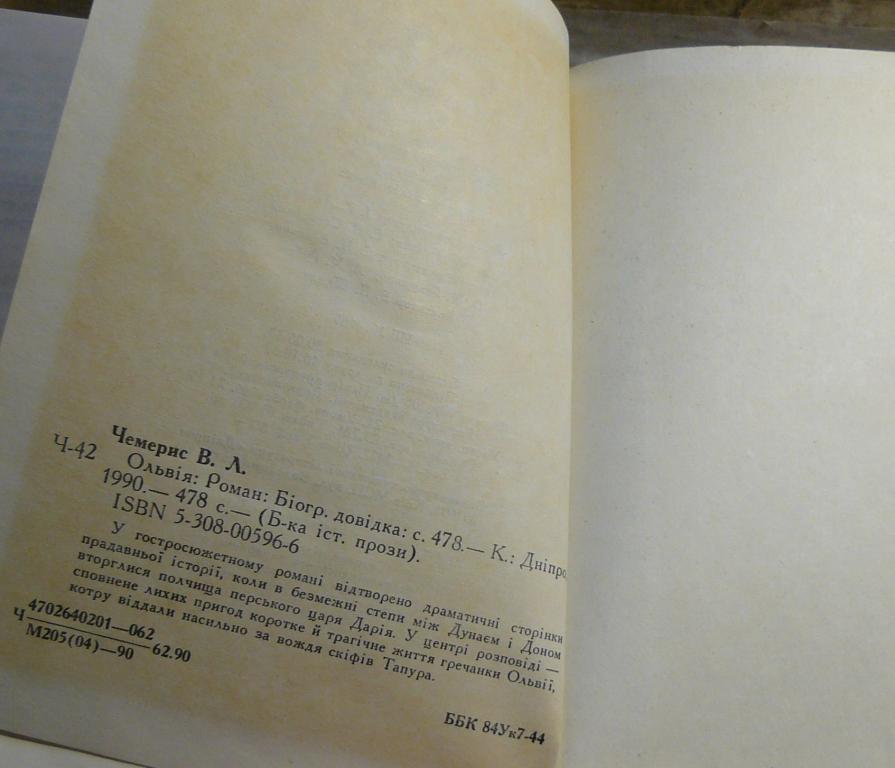 Чемерис В. Л.
Ч-42 Ольвія: Роман: Біогр. довідка: с. 478.— К.: Дніпро,
1990.— 478 с.— (Б-ка іст. прози).
ISBN 5-308-00596-6
У гостросюжетному романі відтворено драматичні сторінки
прадавньої історії, коли в безмежні степи між Дунаєм і Доном
вторглися полчища перського царя Дарія. У центрі розповіді —
сповнене лихих пригод коротке й трагічне життя гречанки Ольвії,
котру віддали насильно за вождя скіфів Тапура.
Ч 4702640201—062
М205(04)—90 62.90
ББК 84Ук7-44